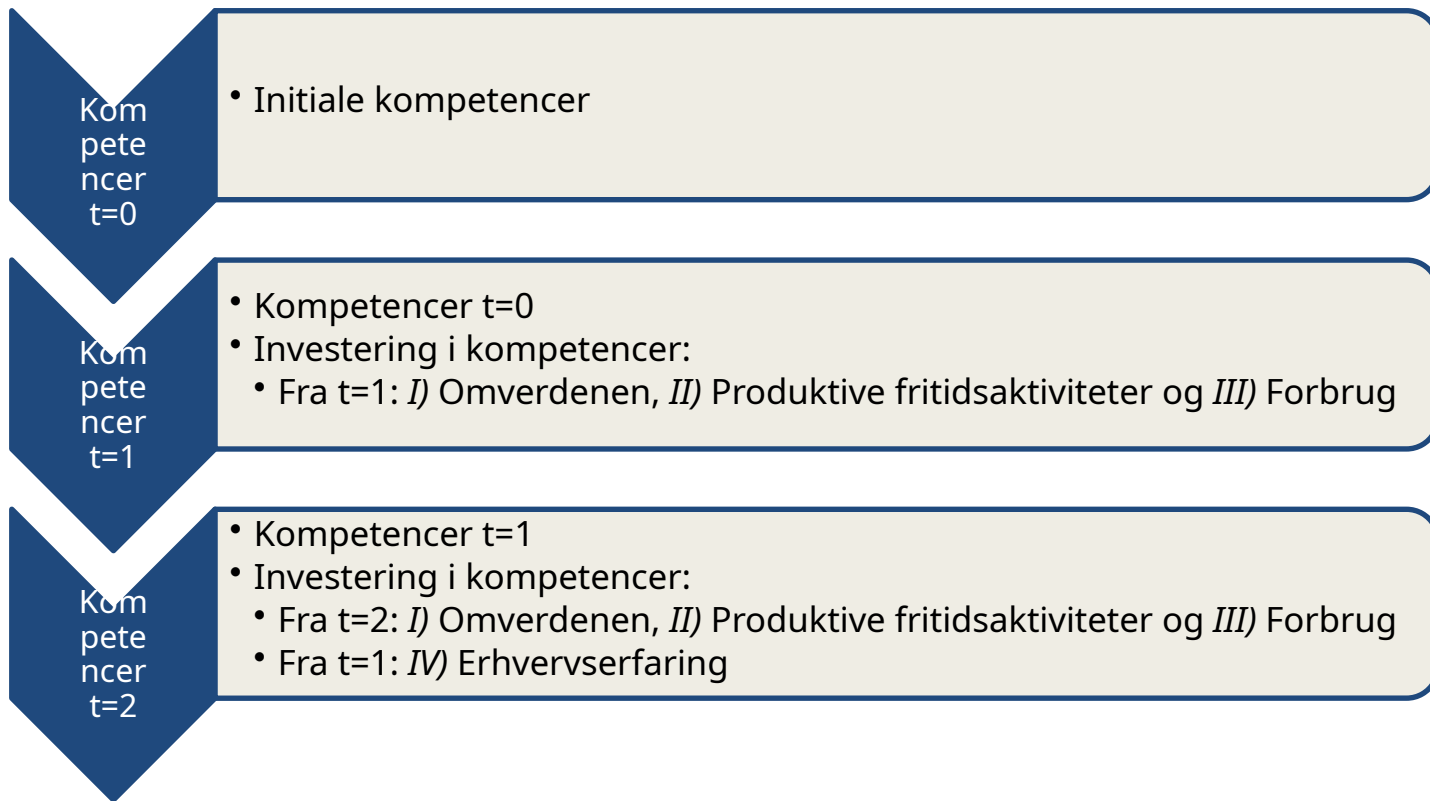 Kom
pete
ncer
t=0
• Initiale kompetencer
Kom
pete
ncer
t=1
• Kompetencer t=0
• Investering i kompetencer:
• Fra t=1: I) Omverdenen, II) Produktive fritidsaktiviteter og III) Forbrug
Kom
pete
ncer
t=2
• Kompetencer t=1
• Investering i kompetencer:
• Fra t=2: I) Omverdenen, II) Produktive fritidsaktiviteter og III) Forbrug
• Fra t=1: IV) Erhvervserfaring